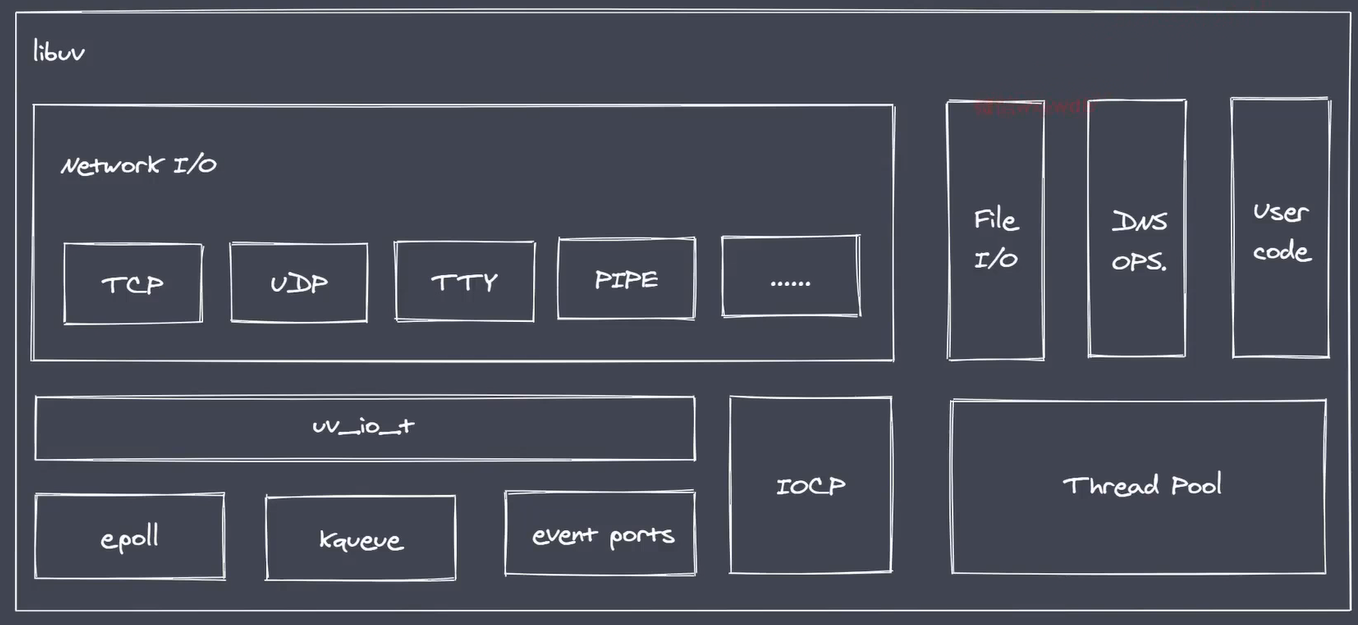 libuv
Network I/O
TCP
UDP
TTY
PIPE
......
File
I/O
DNS
OPS.
User
code
uv_io_t
IOCP
Thread Pool
epoll
kqueue
event ports